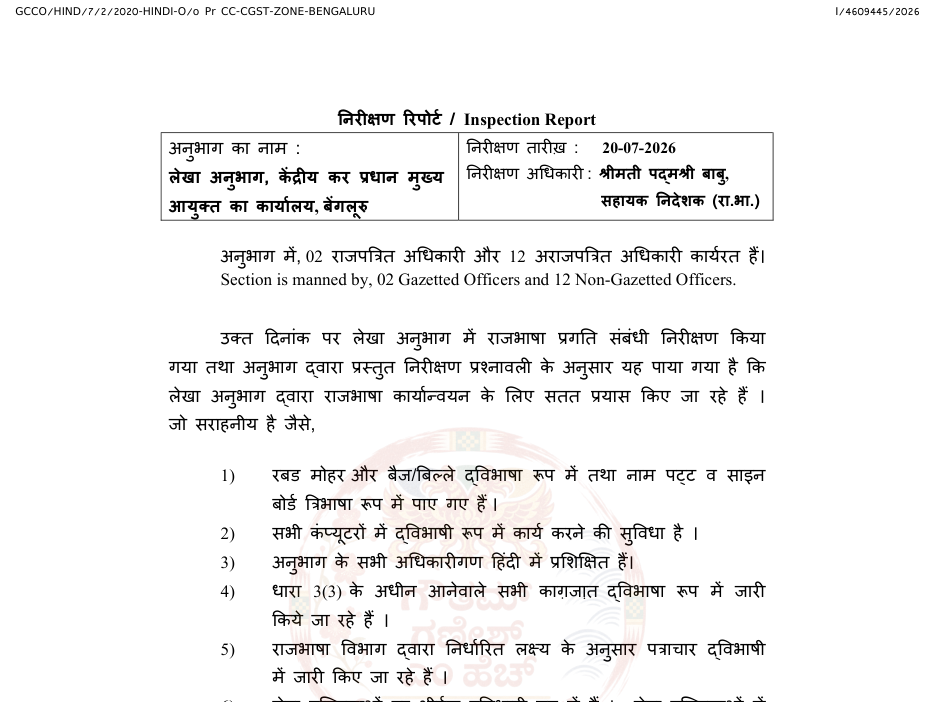 GCCO/HIND/7/2/2020-HINDI-O/o Pr CC-CGST-ZONE-BENGALURU
I/4609445/2026
निरीक्षण रिपोर्ट / Inspection Report
अनुभाग का नाम :
लेखा अनुभाग, केंद्रीय कर प्रधान मुख्य
आयुक्त का कार्यालय, बेंगलूरु
निरीक्षण तारीख़ : 20-07-2026
निरीक्षण अधिकारी : श्रीमती पद्मश्री बाबु,
सहायक निदेशक (रा.भा.)
अनुभाग में, 02 राजपत्रित अधिकारी और 12 अराजपत्रित अधिकारी कार्यरत हैं।
Section is manned by, 02 Gazetted Officers and 12 Non-Gazetted Officers.
उक्त दिनांक पर लेखा अनुभाग में राजभाषा प्रगति संबंधी निरीक्षण किया
गया तथा अनुभाग द्वारा प्रस्तुत निरीक्षण प्रश्नावली के अनुसार यह पाया गया है कि
लेखा अनुभाग द्वारा राजभाषा कार्यान्वयन के लिए सतत प्रयास किए जा रहे हैं ।
जो सराहनीय है जैसे,
1) रबड मोहर और बैज/बिल्ले द्विभाषा रूप में तथा नाम पट्ट व साइन
बोर्ड त्रिभाषा रूप में पाए गए हैं ।
2) सभी कंप्यूटरों में द्विभाषी रूप में कार्य करने की सुविधा है ।
3) अनुभाग के सभी अधिकारीगण हिंदी में प्रशिक्षित हैं।
4) धारा 3(3) के अधीन आनेवाले सभी काग़ज़ात द्विभाषा रूप में जारी
किये जा रहे हैं ।
5) राजभाषा विभाग द्वारा निर्धारित लक्ष्य के अनुसार पत्राचार द्विभाषी
में जारी किए जा रहे हैं ।
गौतम
ಗಣೇಶ್
ಎಂ ಹೆಚ್